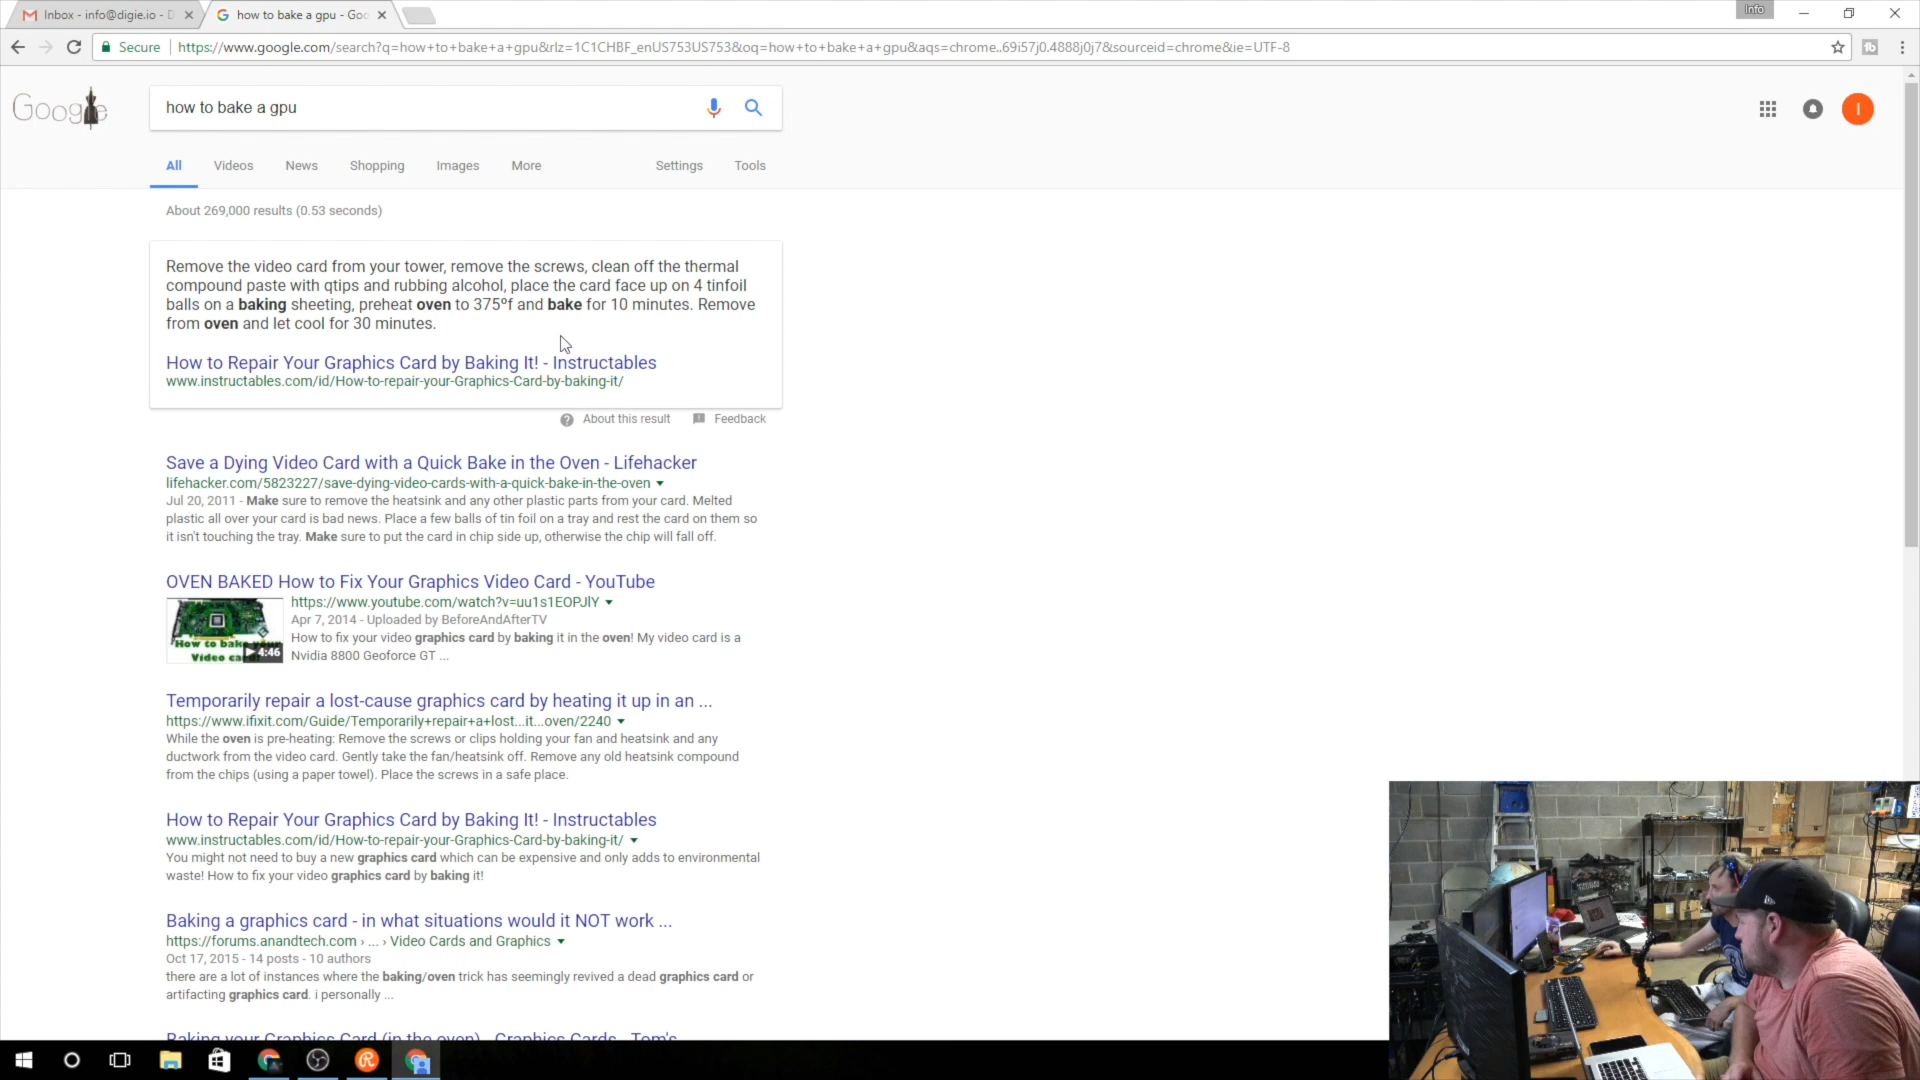 Inbox - info@digie.io - D
how to bake a gpu - Goo
Info
Secure
https://www.google.com/search?q=how+to+bake+a+gpu&rlz=1C1CHBF_enUS753US753&oq=how+to+bake+a+gpu&aqs=chrome..69i57j0.4888j0j7&sourceid=chrome&ie=UTF-8
Google
how to bake a gpu
I
All Videos News Shopping Images More Settings Tools
About 269,000 results (0.53 seconds)
Remove the video card from your tower, remove the screws, clean off the thermal
compound paste with qtips and rubbing alcohol, place the card face up on 4 tinfoil
balls on a baking sheeting, preheat oven to 375ºf and bake for 10 minutes. Remove
from oven and let cool for 30 minutes.
How to Repair Your Graphics Card by Baking It! - Instructables
www.instructables.com/id/How-to-repair-your-Graphics-Card-by-baking-it/
About this result Feedback
Save a Dying Video Card with a Quick Bake in the Oven - Lifehacker
lifehacker.com/5823227/save-dying-video-cards-with-a-quick-bake-in-the-oven
Jul 20, 2011 - Make sure to remove the heatsink and any other plastic parts from your card. Melted
plastic all over your card is bad news. Place a few balls of tin foil on a tray and rest the card on them so
it isn't touching the tray. Make sure to put the card in chip side up, otherwise the chip will fall off.
OVEN BAKED How to Fix Your Graphics Video Card - YouTube
How to bake your
Video card
4:46
https://www.youtube.com/watch?v=uu1s1EOPJlY
Apr 7, 2014 - Uploaded by BeforeAndAfterTV
How to fix your video graphics card by baking it in the oven! My video card is a
Nvidia 8800 Geoforce GT ...
Temporarily repair a lost-cause graphics card by heating it up in an ...
https://www.ifixit.com/Guide/Temporarily+repair+a+lost...it...oven/2240
While the oven is pre-heating: Remove the screws or clips holding your fan and heatsink and any
ductwork from the video card. Gently take the fan/heatsink off. Remove any old heatsink compound
from the chips (using a paper towel). Place the screws in a safe place.
How to Repair Your Graphics Card by Baking It! - Instructables
www.instructables.com/id/How-to-repair-your-Graphics-Card-by-baking-it/
You might not need to buy a new graphics card which can be expensive and only adds to environmental
waste! How to fix your video graphics card by baking it!
Baking a graphics card - in what situations would it NOT work ...
https://forums.anandtech.com › ... › Video Cards and Graphics
Oct 17, 2015 - 14 posts - 10 authors
there are a lot of instances where the baking/oven trick has seemingly revived a dead graphics card or
artifacting graphics card. i personally ...
Baking your Graphics Card (in the oven) - Graphics Cards - Tom's